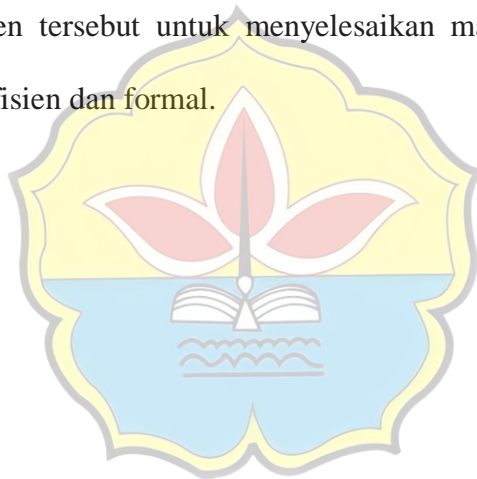 en tersebut untuk menyelesaikan ma
fisien dan formal.